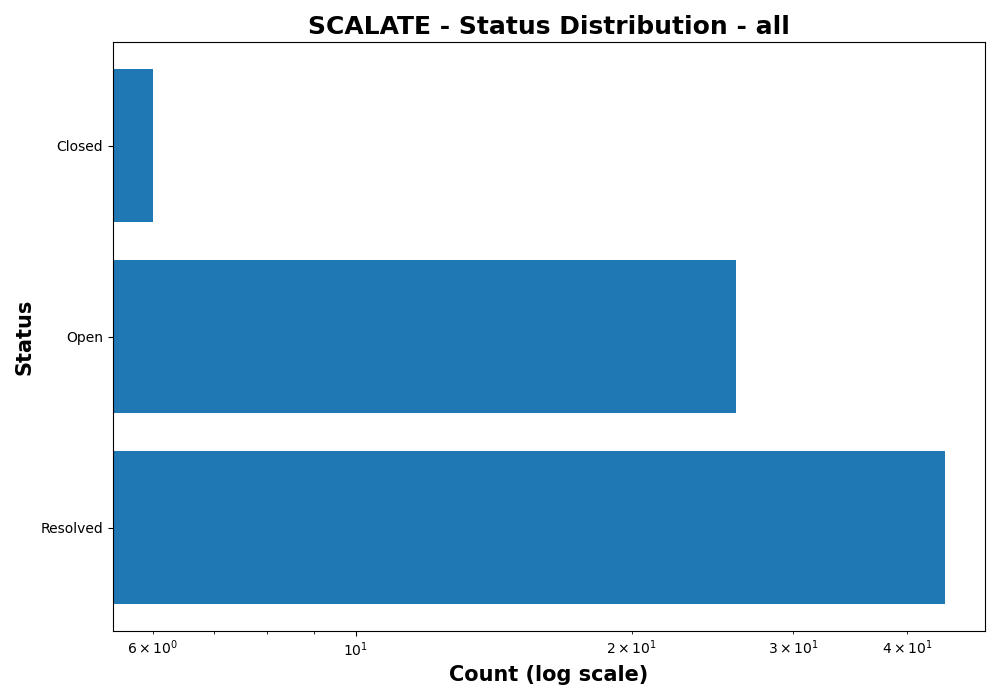 SCALATE - Status Distribution - all
Status
Closed
Open
Resolved
6 × 10⁰
10¹
2 × 10¹
3 × 10¹
4 × 10¹
Count (log scale)